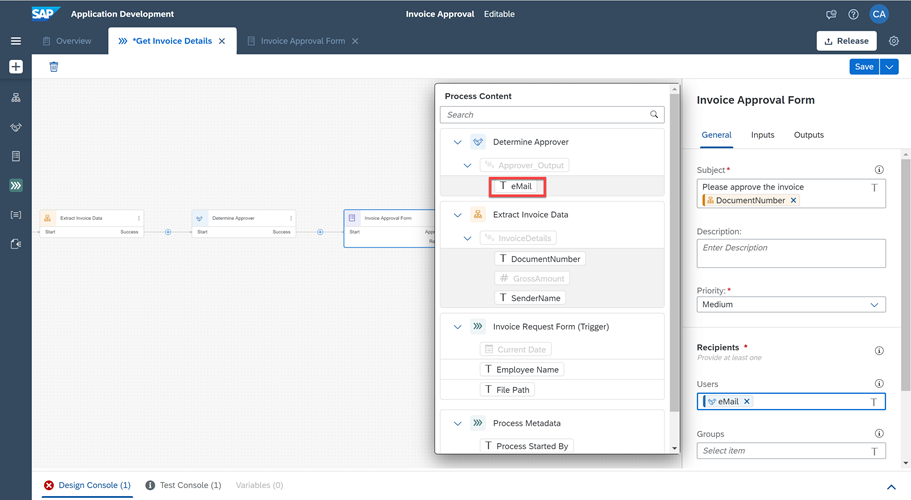 SAP Application Development
Invoice Approval Editable
CA
Overview
*Get Invoice Details
Invoice Approval Form
Release
Save
Extract Invoice Data
Start Success
Determine Approver
Start Success
Invoice Approval Form
Start
Process Content
Search
Determine Approver
Approver_Output
T eMail
Extract Invoice Data
InvoiceDetails
T DocumentNumber
# GrossAmount
T SenderName
Invoice Request Form (Trigger)
Current Date
T Employee Name
T File Path
Process Metadata
T Process Started By
Invoice Approval Form
General Inputs Outputs
Subject*
Please approve the invoice T
DocumentNumber
Description:
Enter Description
Priority:*
Medium
Recipients *
Provide at least one
Users
eMail T
Groups
Select item T
Design Console (1) Test Console (1) Variables (0)